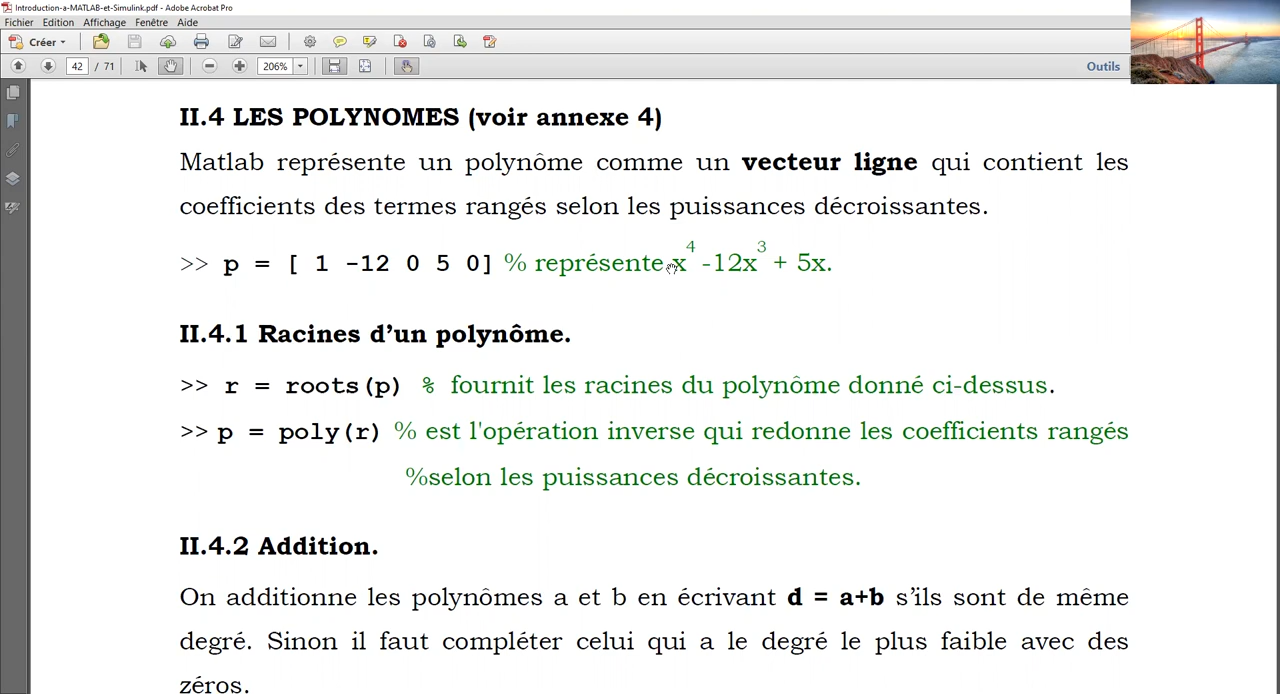 Introduction-a-MATLAB-et-Simulink.pdf - Adobe Acrobat Pro
Fichier Edition Affichage Fenêtre Aide
Créer
42 / 71 206% Outils
II.4 LES POLYNOMES (voir annexe 4)
Matlab représente un polynôme comme un vecteur ligne qui contient les
coefficients des termes rangés selon les puissances décroissantes.
>> p = [ 1 -12 0 5 0] % représente x⁴ -12x³ + 5x.
II.4.1 Racines d’un polynôme.
>> r = roots(p) % fournit les racines du polynôme donné ci-dessus.
>> p = poly(r) % est l'opération inverse qui redonne les coefficients rangés
%selon les puissances décroissantes.
II.4.2 Addition.
On additionne les polynômes a et b en écrivant d = a+b s’ils sont de même
degré. Sinon il faut compléter celui qui a le degré le plus faible avec des
zéros.